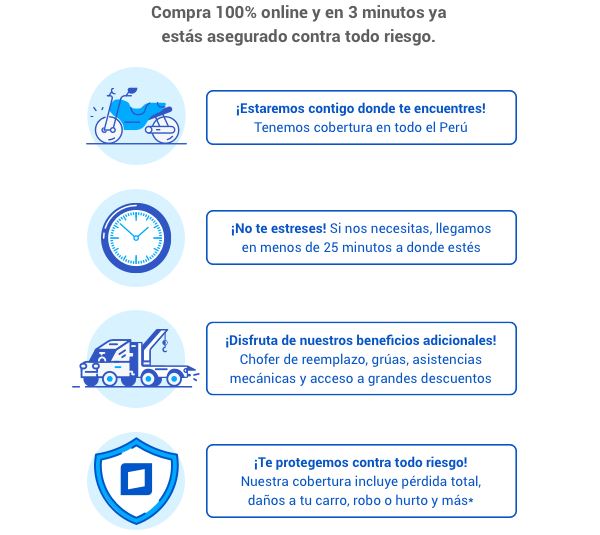 Compra 100% online y en 3 minutos ya
estás asegurado contra todo riesgo.
¡Estaremos contigo donde te encuentres!
Tenemos cobertura en todo el Perú
¡No te estreses! Si nos necesitas, llegamos
en menos de 25 minutos a donde estés
¡Disfruta de nuestros beneficios adicionales!
Chofer de reemplazo, grúas, asistencias
mecánicas y acceso a grandes descuentos
¡Te protegemos contra todo riesgo!
Nuestra cobertura incluye pérdida total,
daños a tu carro, robo o hurto y más*